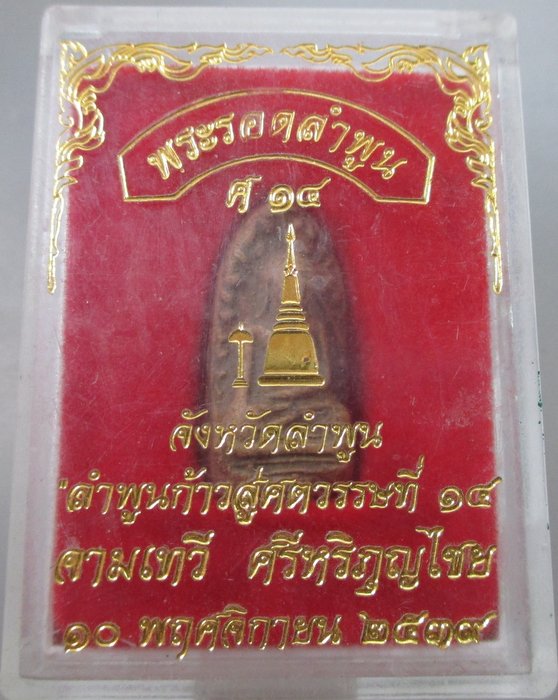 พระรอดลำพูน
ศ ๑๔
จังหวัดลำพูน
"ลำพูนก้าวสู่ศตวรรษที่ ๑๔
จามเทวี ศรีหริภุญไชย
๑๐ พฤศจิกายน ๒๕๓๙